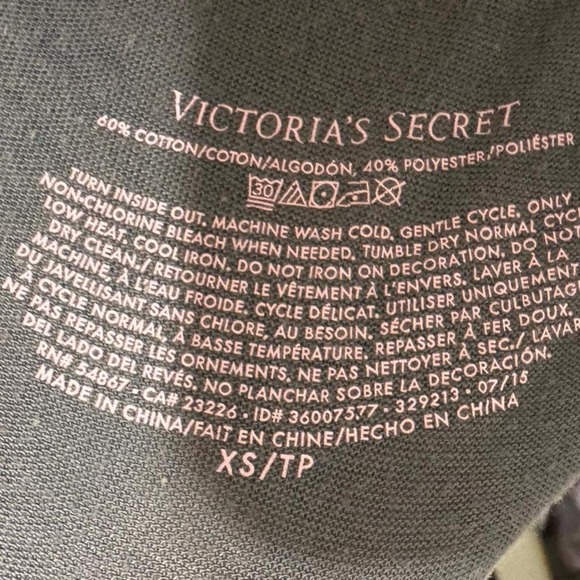 VICTORIA'S SECRET
60% COTTON/COTON/ALGODÓN, 40% POLYESTER/POLIÉSTER
30
TURN INSIDE OUT. MACHINE WASH COLD, GENTLE CYCLE, ONLY
NON-CHLORINE BLEACH WHEN NEEDED. TUMBLE DRY NORMAL CYC
LOW HEAT, COOL IRON. DO NOT IRON ON DECORATION, DO NOT
DRY CLEAN./ RETOURNER LE VÊTEMENT À L'ENVERS. LAVER À LA
MACHINE, À L'EAU FROIDE. CYCLE DÉLICAT. UTILISER UNIQUEMENT
DU JAVELLISANT SANS CHLORE, AU BESOIN. SÉCHER PAR CULBUTAG
À CYCLE NORMAL, À BASSE TEMPÉRATURE. REPASSER À FER DOUX.
NE PAS REPASSER LES ORNEMENTS. NE PAS NETTOYER À SEC./ LAVAR
DEL LADO DEL REVÉS, NO PLANCHAR SOBRE LA DECORACIÓN.
RN# 54867 · CA# 23226 · ID# 36007577 · 329213 · 07/15
MADE IN CHINA/FAIT EN CHINE/HECHO EN CHINA
XS/TP